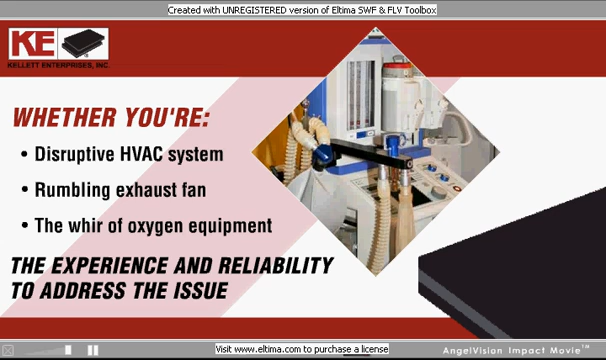 Created with UNREGISTERED version of Eltima SWF & FLV Toolbox
KE
KELLETT ENTERPRISES, INC
WHETHER YOU'RE:
• Disruptive HVAC system
• Rumbling exhaust fan
• The whir of oxygen equipment
THE EXPERIENCE AND RELIABILITY
TO ADDRESS THE ISSUE
Visit www.eltima.com to purchase a license
AngelVision Impact Movie™